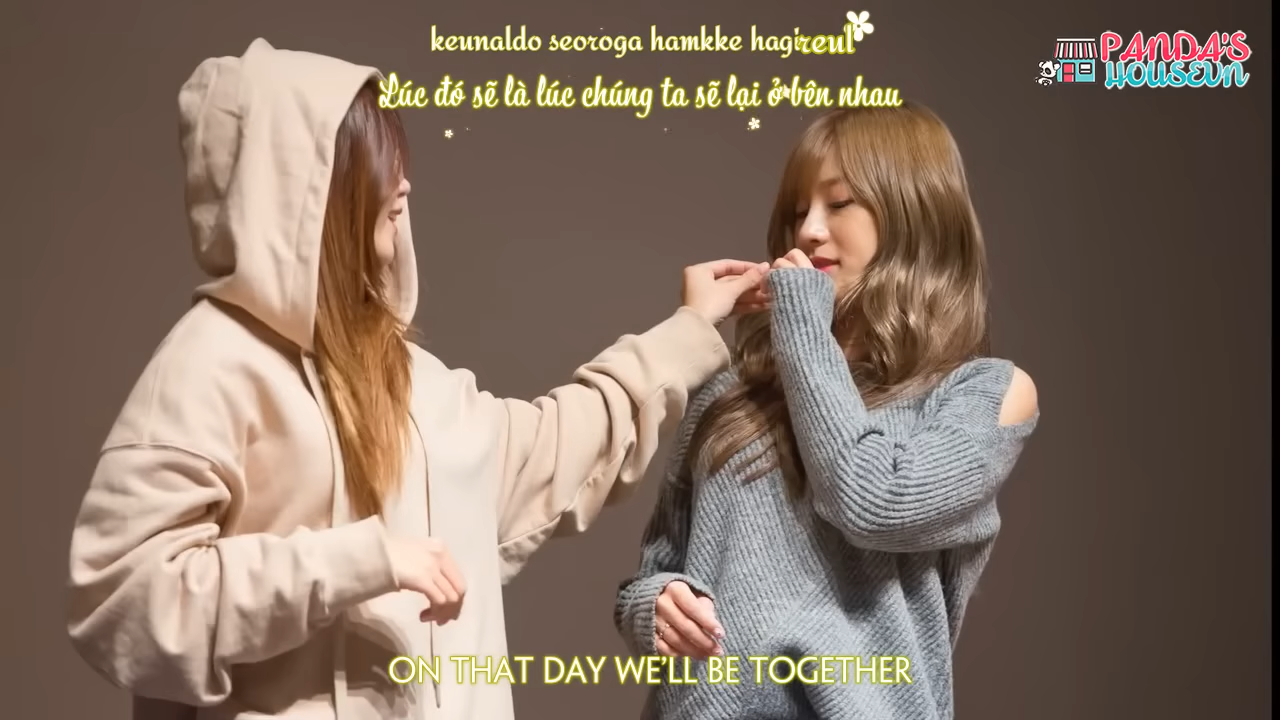 keunaldo seoroga hamkke hagireul
PANDA'S
HOUSEVN
Lúc đó sẽ là lúc chúng ta sẽ lại ở bên nhau
ON THAT DAY WE'LL BE TOGETHER